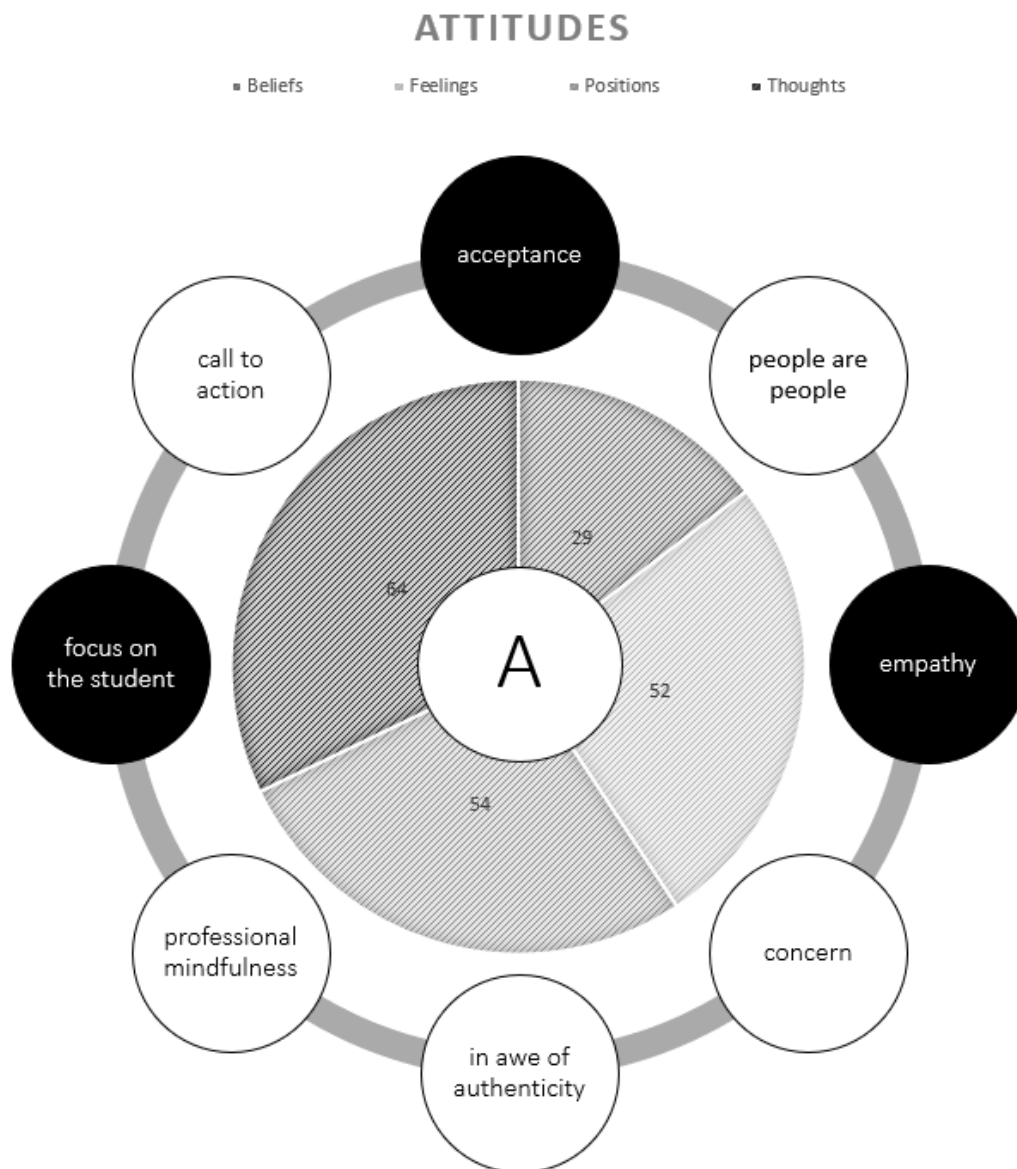 ATTITUDES
Beliefs Feelings Positions Thoughts
acceptance
call to
action
people are
people
29
64
focus on
the student
A
empathy
52
54
professional
mindfulness
concern
in awe of
authenticity